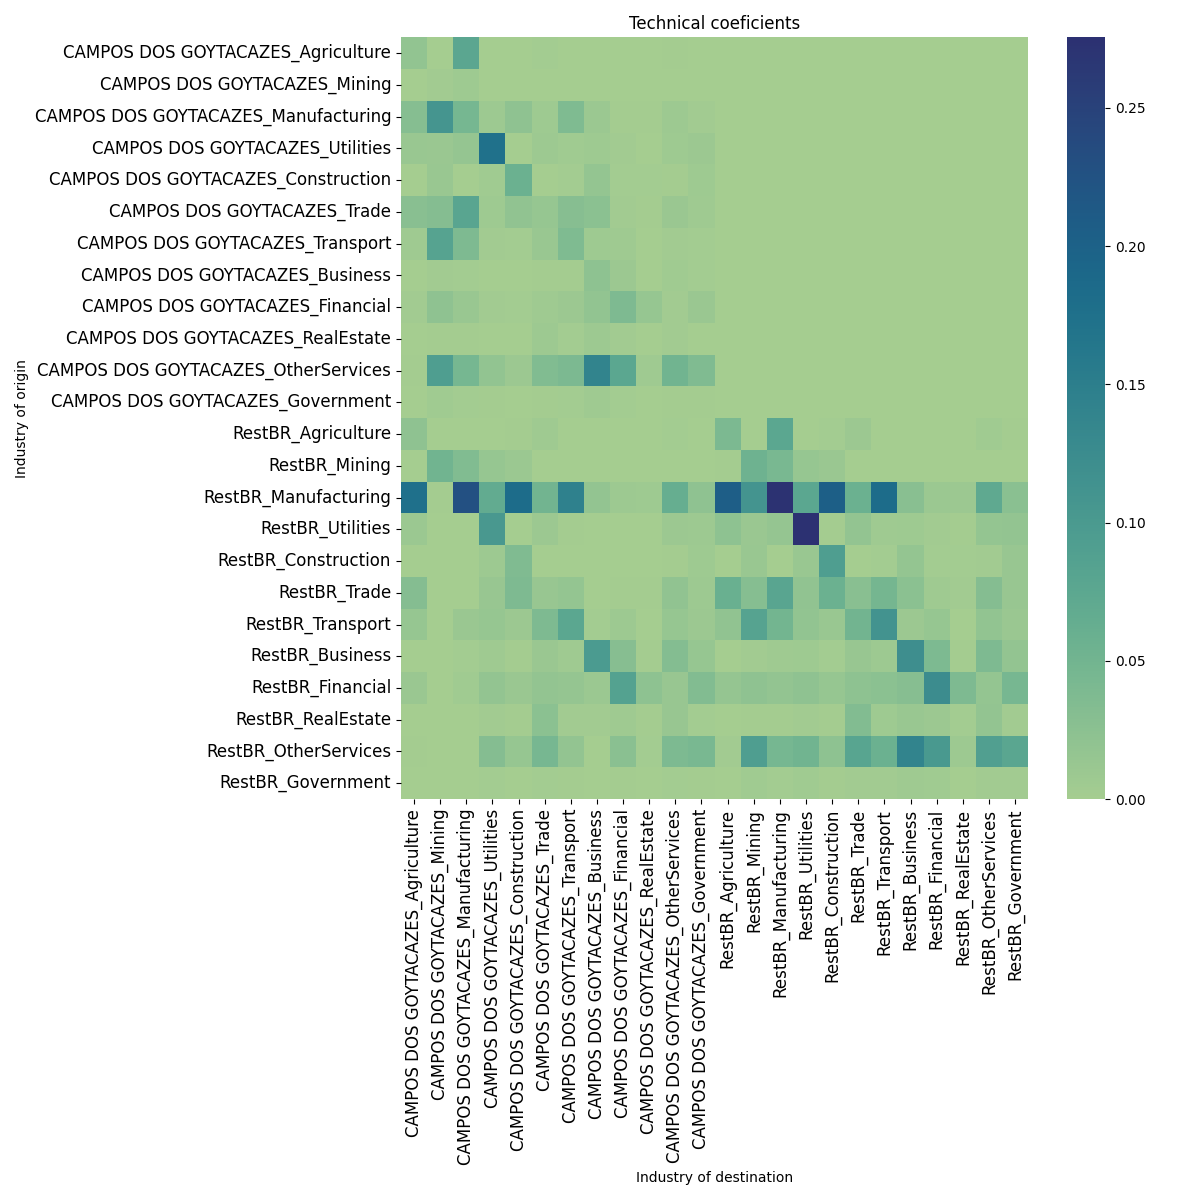 Technical coeficients
CAMPOS DOS GOYTACAZES_Agriculture
CAMPOS DOS GOYTACAZES_Mining
CAMPOS DOS GOYTACAZES_Manufacturing
CAMPOS DOS GOYTACAZES_Utilities
CAMPOS DOS GOYTACAZES_Construction
CAMPOS DOS GOYTACAZES_Trade
CAMPOS DOS GOYTACAZES_Transport
CAMPOS DOS GOYTACAZES_Business
CAMPOS DOS GOYTACAZES_Financial
CAMPOS DOS GOYTACAZES_RealEstate
CAMPOS DOS GOYTACAZES_OtherServices
CAMPOS DOS GOYTACAZES_Government
RestBR_Agriculture
RestBR_Mining
RestBR_Manufacturing
RestBR_Utilities
RestBR_Construction
RestBR_Trade
RestBR_Transport
RestBR_Business
RestBR_Financial
RestBR_RealEstate
RestBR_OtherServices
RestBR_Government
Industry of origin
CAMPOS DOS GOYTACAZES_Agriculture
CAMPOS DOS GOYTACAZES_Mining
CAMPOS DOS GOYTACAZES_Manufacturing
CAMPOS DOS GOYTACAZES_Utilities
CAMPOS DOS GOYTACAZES_Construction
CAMPOS DOS GOYTACAZES_Trade
CAMPOS DOS GOYTACAZES_Transport
CAMPOS DOS GOYTACAZES_Business
CAMPOS DOS GOYTACAZES_Financial
CAMPOS DOS GOYTACAZES_RealEstate
CAMPOS DOS GOYTACAZES_OtherServices
CAMPOS DOS GOYTACAZES_Government
RestBR_Agriculture
RestBR_Mining
RestBR_Manufacturing
RestBR_Utilities
RestBR_Construction
RestBR_Trade
RestBR_Transport
RestBR_Business
RestBR_Financial
RestBR_RealEstate
RestBR_OtherServices
RestBR_Government
Industry of destination
0.25
0.20
0.15
0.10
0.05
0.00